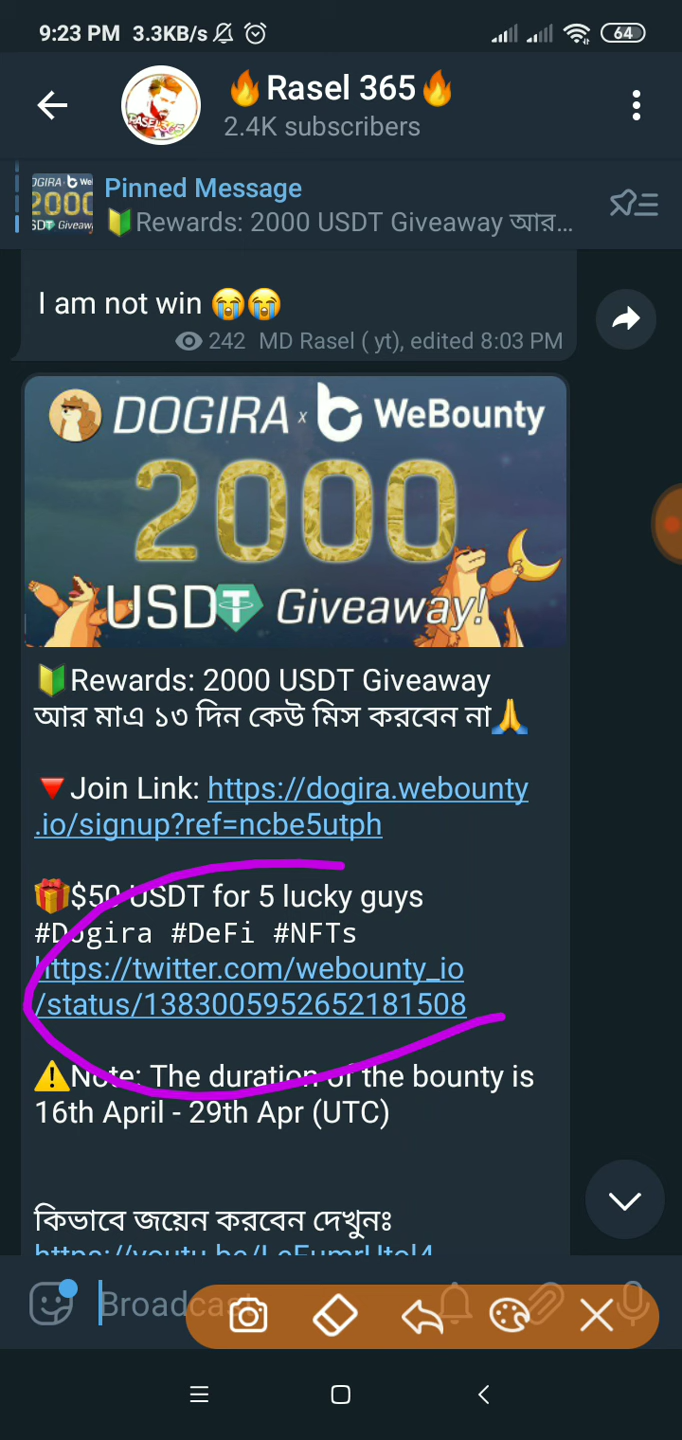 9:23 PM 3.3KB/s 64
🔥Rasel 365🔥
2.4K subscribers
Pinned Message
🔰Rewards: 2000 USDT Giveaway আর...
I am not win 😭😭
242 MD Rasel ( yt), edited 8:03 PM
DOGIRA x WeBounty
2000
USDT Giveaway!
🔰Rewards: 2000 USDT Giveaway
আর মাএ ১৩ দিন কেউ মিস করবেন না🙏
🔻Join Link: https://dogira.webounty
.io/signup?ref=ncbe5utph
🎁$50 USDT for 5 lucky guys
#Dogira #DeFi #NFTs
https://twitter.com/webounty_io
/status/1383005952652181508
⚠️Note: The duration of the bounty is
16th April - 29th Apr (UTC)
কিভাবে জয়েন করবেন দেখুনঃ
Broadcast